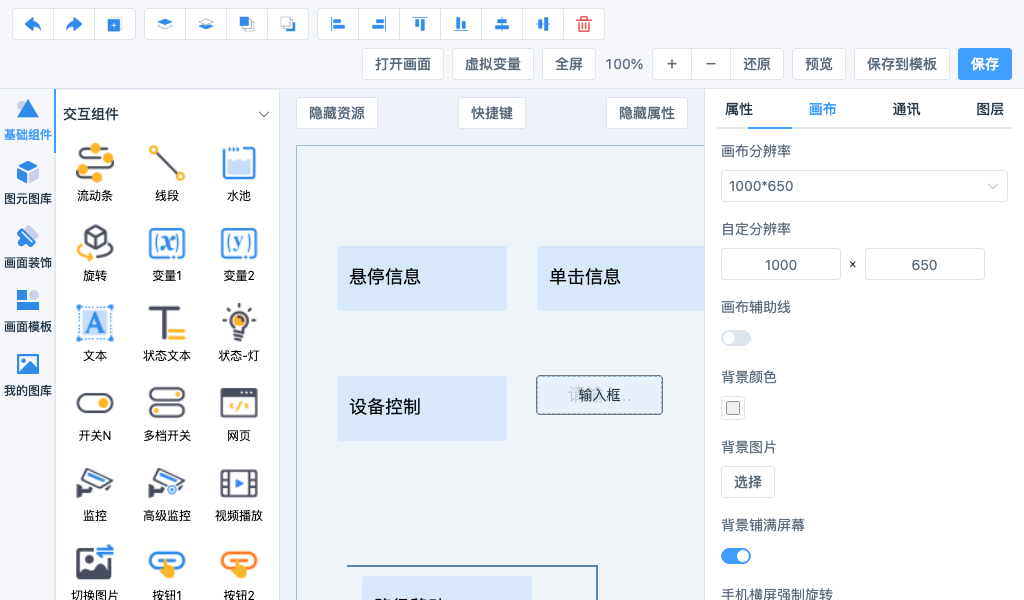 打开画面 虚拟变量 全屏 100% + − 还原 预览 保存到模板 保存
基础组件
图元图库
画面装饰
画面模板
我的图库
交互组件
流动条 线段 水池
旋转 变量1 变量2
文本 状态文本 状态-灯
开关N 多档开关 网页
监控 高级监控 视频播放
切换图片 按钮1 按钮2
隐藏资源 快捷键 隐藏属性
悬停信息 单击信息
设备控制 输入框
属性 画布 通讯 图层
画布分辨率
1000*650
自定分辨率
1000 × 650
画布辅助线
背景颜色
背景图片
选择
背景铺满屏幕
手机横屏强制旋转